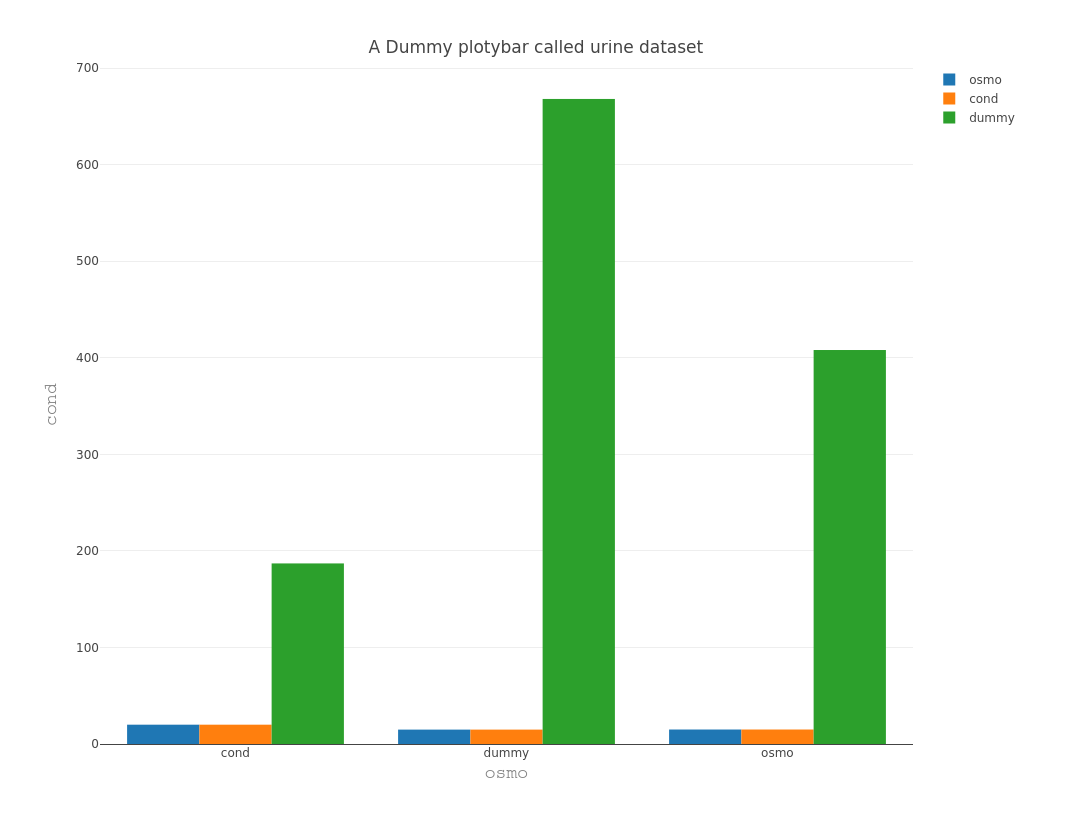 A Dummy plotybar called urine dataset
700
600
500
400
300
200
100
0
cond
cond
dummy
osmo
osmo
osmo
cond
dummy